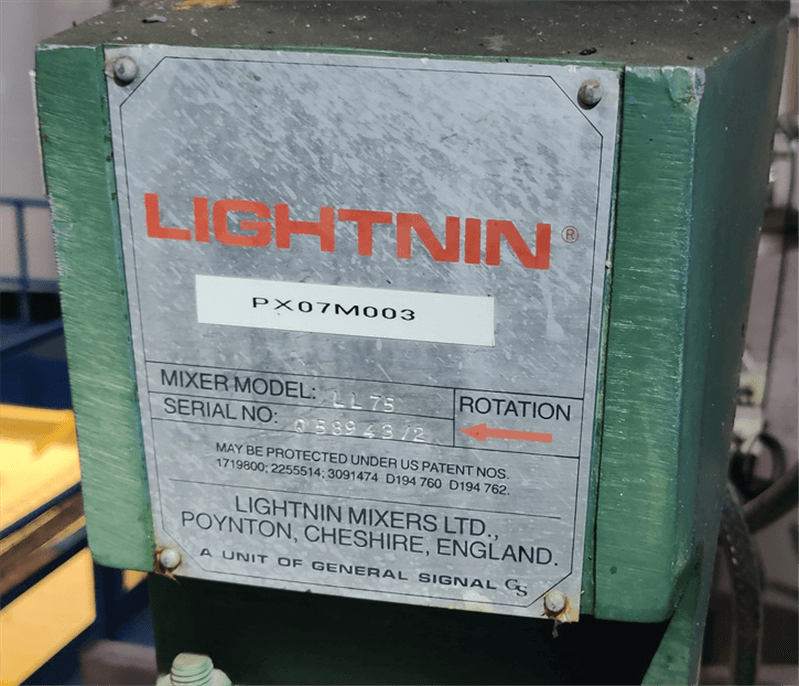 LIGHTNIN®
PX07M003
MIXER MODEL: LL75
ROTATION
SERIAL NO:
MAY BE PROTECTED UNDER US PATENT NOS.
1719800; 2255514; 3091474 D194 760 D194 762.
LIGHTNIN MIXERS LTD.,
POYNTON, CHESHIRE, ENGLAND.
A UNIT OF GENERAL SIGNAL GS